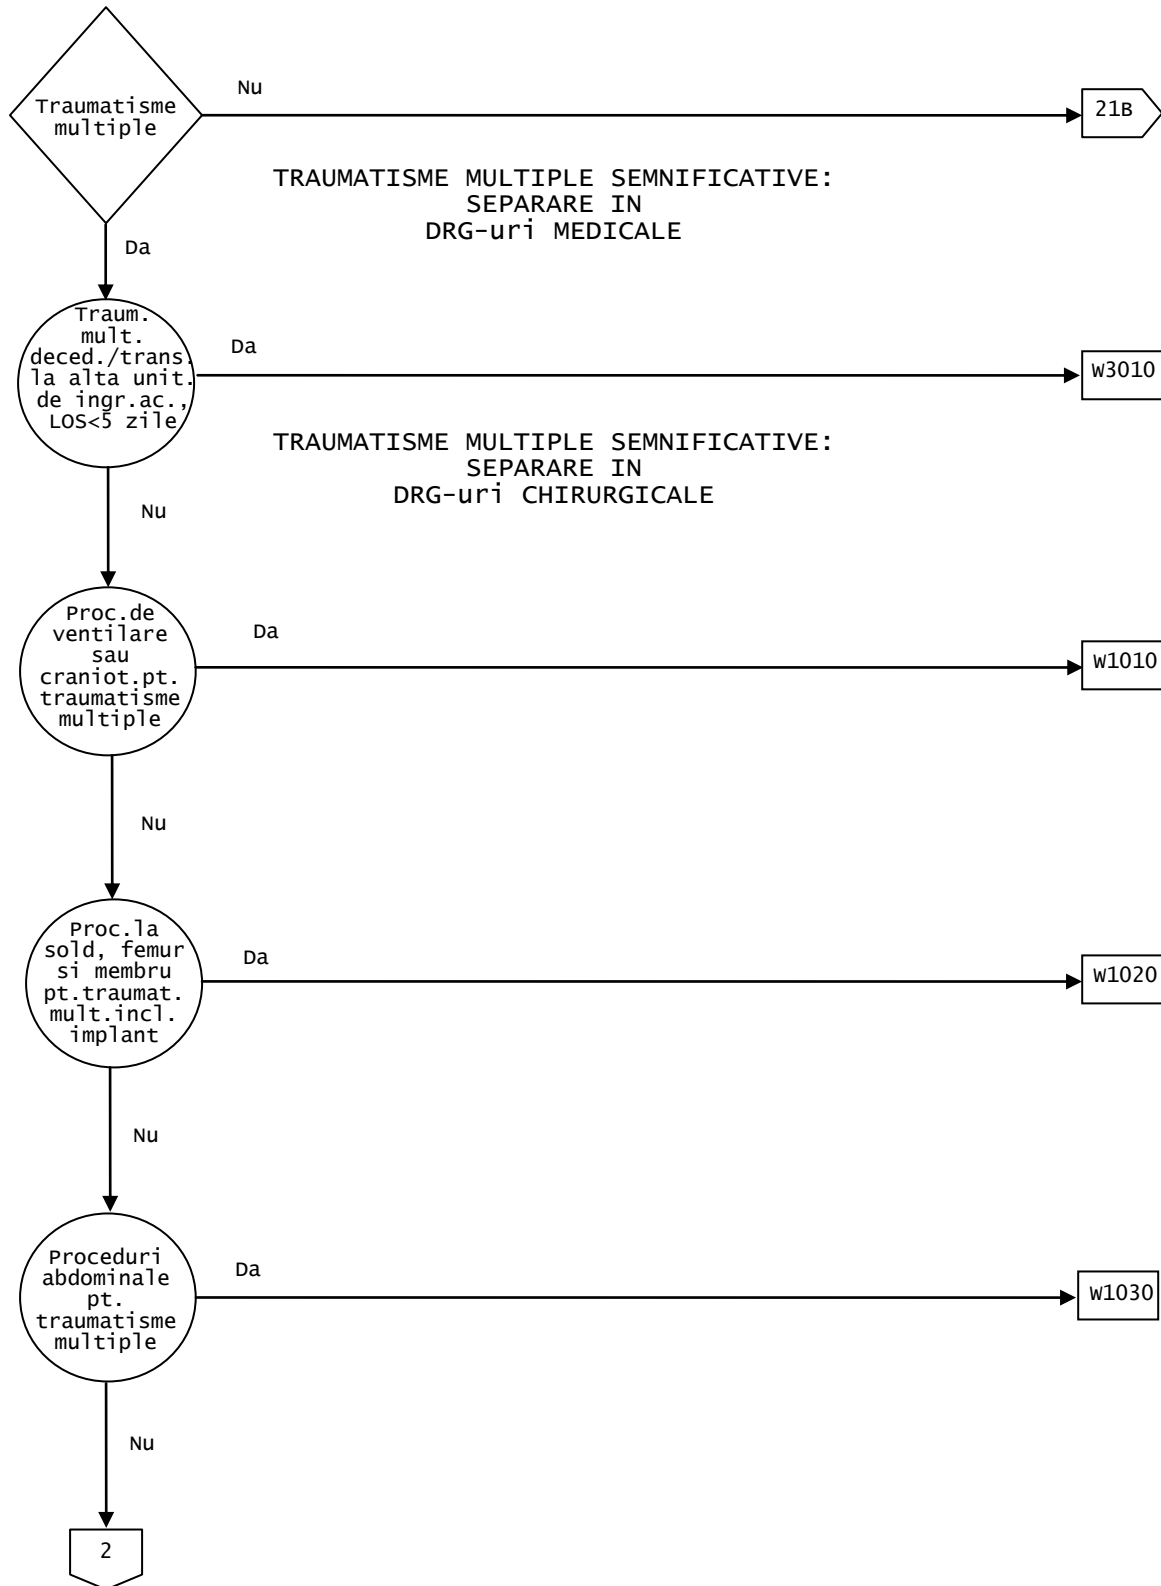 Traumatisme
multiple
Nu
21B
TRAUMATISME MULTIPLE SEMNIFICATIVE:
SEPARARE IN
DRG-uri MEDICALE
Da
Traum.
mult.
deced./trans.
la alta unit.
de ingr.ac.,
LOS<5 zile
Da
W3010
TRAUMATISME MULTIPLE SEMNIFICATIVE:
SEPARARE IN
DRG-uri CHIRURGICALE
Nu
Proc.de
ventilare
sau
craniot.pt.
traumatisme
multiple
Da
W1010
Nu
Proc.la
sold, femur
si membru
pt.traumat.
mult.incl.
implant
Da
W1020
Nu
Proceduri
abdominale
pt.
traumatisme
multiple
Da
W1030
Nu
2